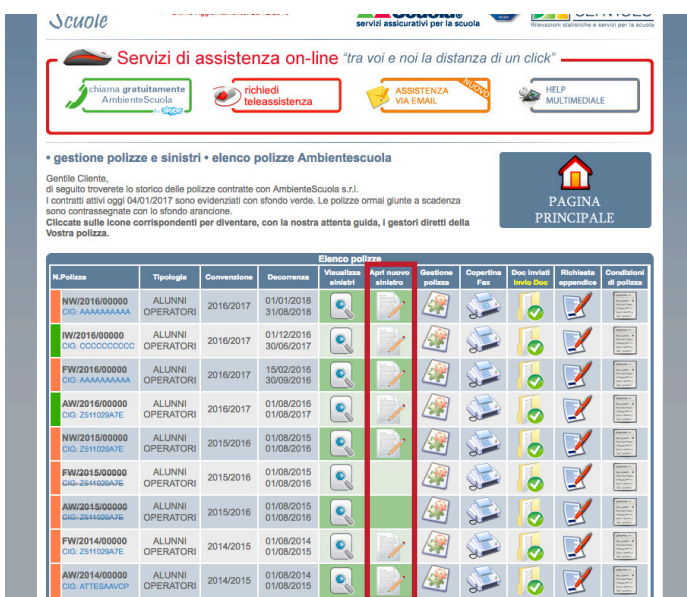 Scuole
servizi assicurativi per la scuola
Rilevazioni statistiche e servizi per la scuola
Servizi di assistenza on-line "tra voi e noi la distanza di un click"
chiama gratuitamente
AmbienteScuola
by skype
richiedi
teleassistenza
ASSISTENZA
VIA EMAIL
NUOVO
HELP
MULTIMEDIALE
• gestione polizze e sinistri • elenco polizze Ambientescuola
Gentile Cliente,
di seguito troverete lo storico delle polizze contratte con AmbienteScuola s.r.l.
I contratti attivi oggi 04/01/2017 sono evidenziati con sfondo verde. Le polizze ormai giunte a scadenza
sono contrassegnate con lo sfondo arancione.
Cliccate sulle icone corrispondenti per diventare, con la nostra attenta guida, i gestori diretti della
Vostra polizza.
PAGINA
PRINCIPALE
Elenco polizze
N.Polizza Tipologia Convenzione Decorrenza Visualizza sinistri Apri nuovo sinistro Gestione polizza Copertina Fax Doc inviati Invio Doc Richiesta appendice Condizioni di polizza
NW/2016/00000 ALUNNI 2016/2017 01/01/2018
CIG: AAAAAAAAAA OPERATORI 31/08/2018
IW/2016/00000 ALUNNI 2016/2017 01/12/2016
CIG: CCCCCCCCCC OPERATORI 30/06/2017
FW/2016/00000 ALUNNI 2016/2017 15/02/2016
CIG: AAAAAAAAAA OPERATORI 30/09/2016
AW/2016/00000 ALUNNI 2016/2017 01/08/2016
CIG: Z511029A7E OPERATORI 01/08/2017
NW/2015/00000 ALUNNI 2015/2016 01/08/2015
CIG: Z511029A7E OPERATORI 01/08/2016
FW/2015/00000 ALUNNI 2015/2016 01/08/2015
CIG: Z511029A7E OPERATORI 01/08/2016
AW/2015/00000 ALUNNI 2015/2016 01/08/2015
CIG: Z511029A7E OPERATORI 01/08/2016
FW/2014/00000 ALUNNI 2014/2015 01/08/2014
CIG: Z511029A7E OPERATORI 01/08/2015
AW/2014/00000 ALUNNI 2014/2015 01/08/2014
CIG: ATTESAAVCP OPERATORI 01/08/2015